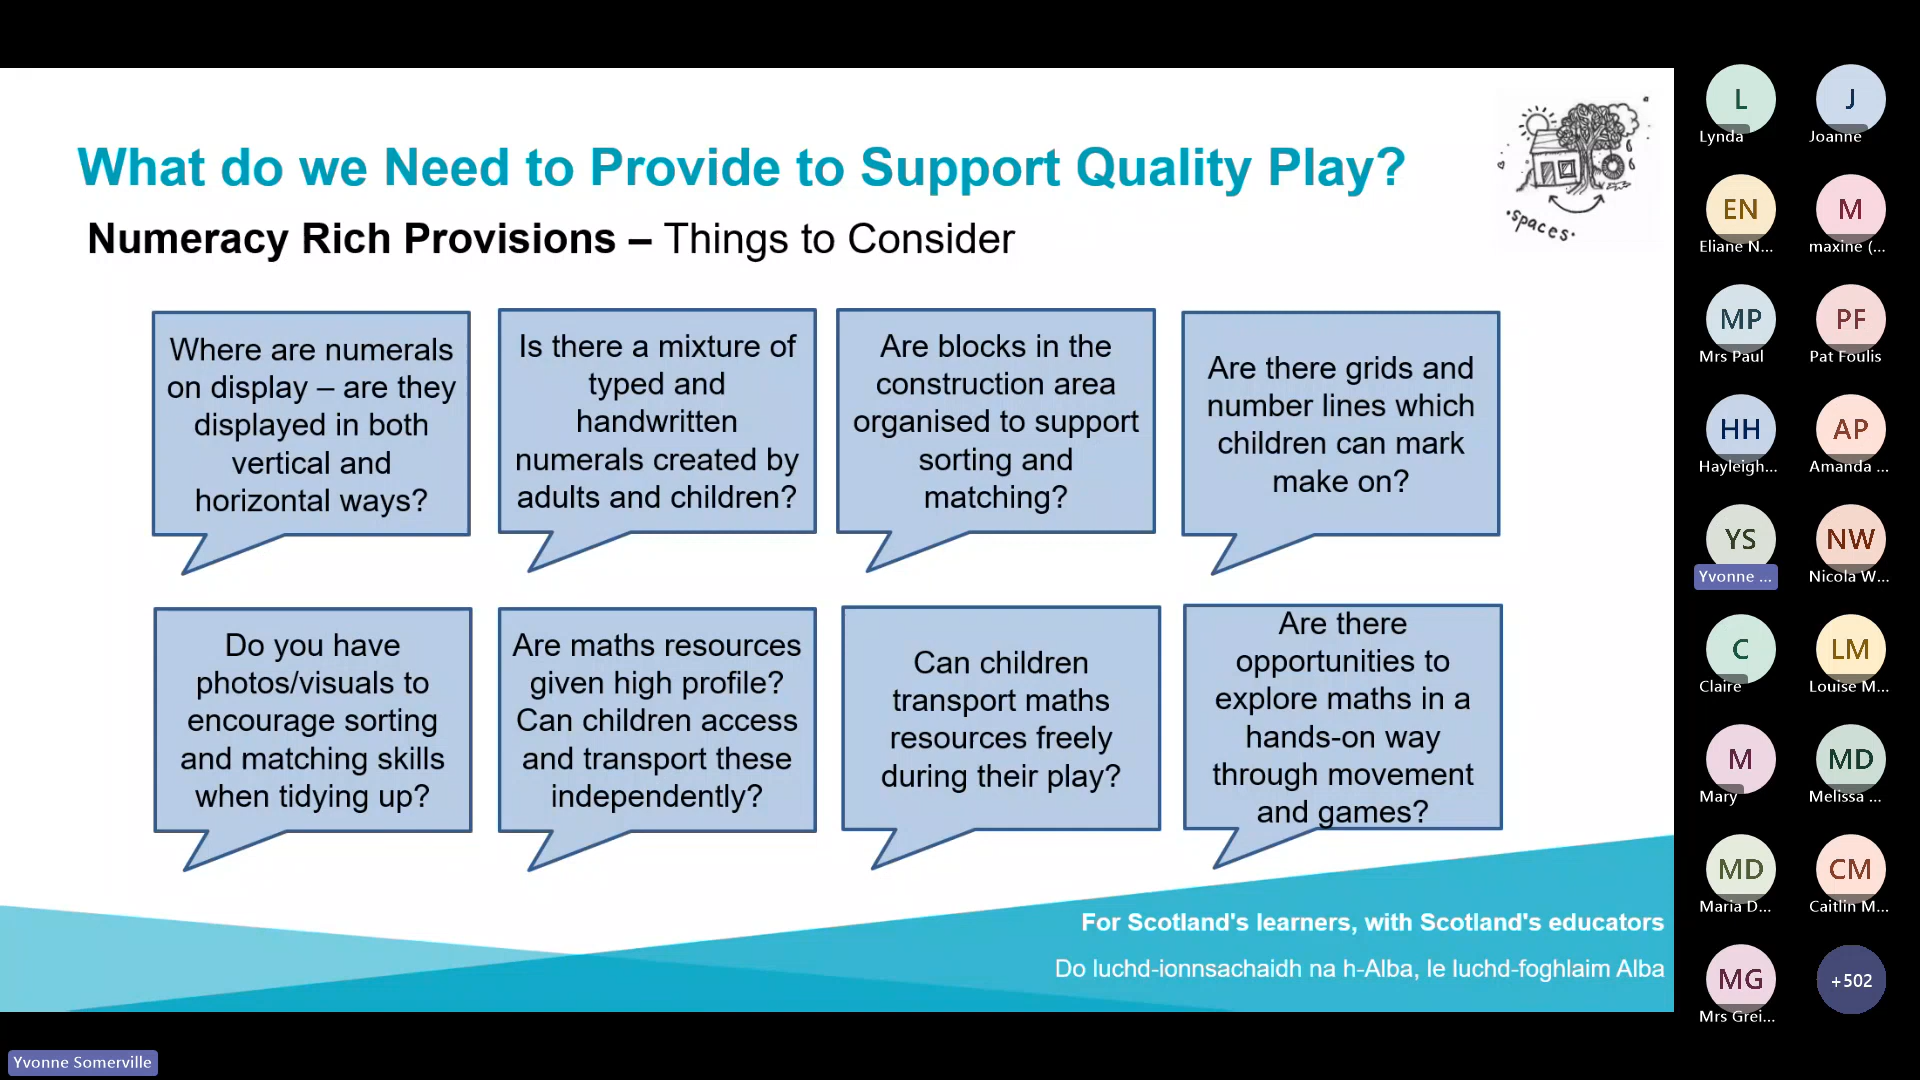 What do we Need to Provide to Support Quality Play?
Numeracy Rich Provisions – Things to Consider
·spaces·
Where are numerals
on display – are they
displayed in both
vertical and
horizontal ways?
Is there a mixture of
typed and
handwritten
numerals created by
adults and children?
Are blocks in the
construction area
organised to support
sorting and
matching?
Are there grids and
number lines which
children can mark
make on?
Do you have
photos/visuals to
encourage sorting
and matching skills
when tidying up?
Are maths resources
given high profile?
Can children access
and transport these
independently?
Can children
transport maths
resources freely
during their play?
Are there
opportunities to
explore maths in a
hands-on way
through movement
and games?
For Scotland's learners, with Scotland's educators
Do luchd-ionnsachaidh na h-Alba, le luchd-foghlaim Alba
Yvonne Somerville
L
Lynda
J
Joanne
EN
Eliane N...
M
maxine (...
MP
Mrs Paul
PF
Pat Foulis
HH
Hayleigh...
AP
Amanda ...
YS
Yvonne ...
NW
Nicola W...
C
Claire
LM
Louise M...
M
Mary
MD
Melissa ...
MD
Maria D...
CM
Caitlin M...
MG
Mrs Grei...
+502